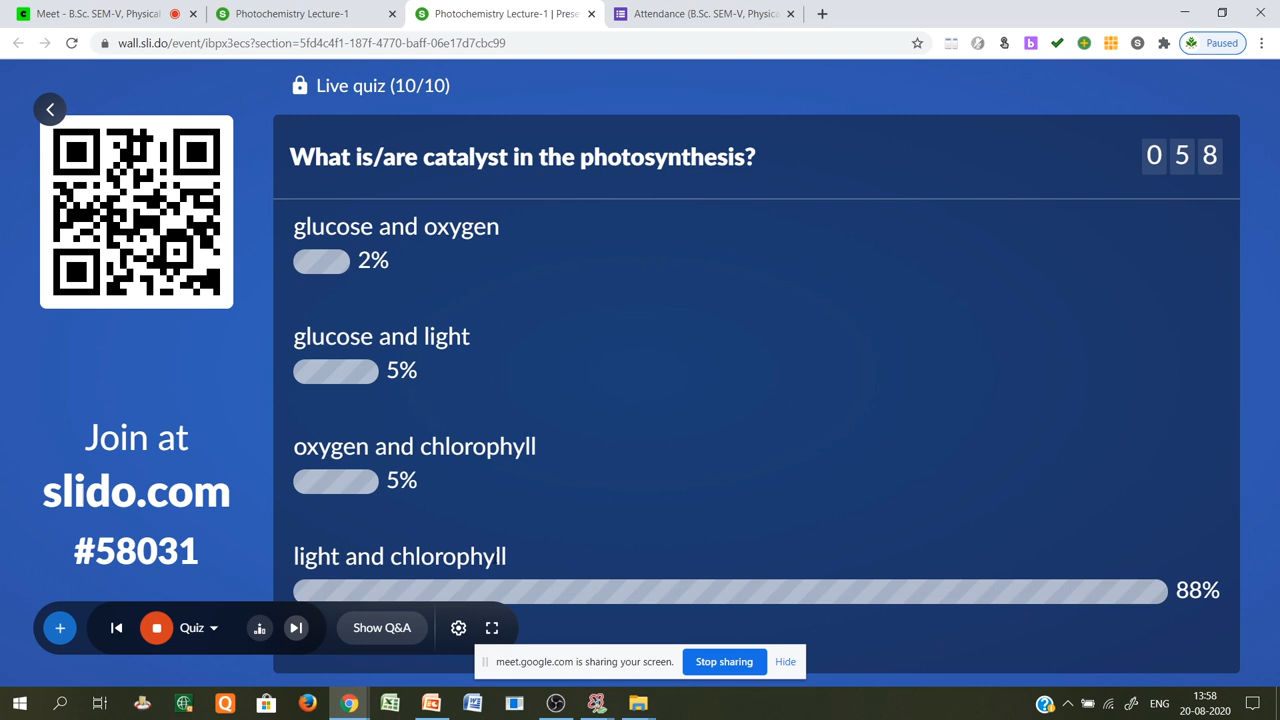 Meet - B.Sc. SEM-V, Physical
Photochemistry Lecture-1
Photochemistry Lecture-1 | Prese
Attendance (B.Sc. SEM-V, Physica
wall.sli.do/event/ibpx3ecs?section=5fd4c4f1-187f-4770-baff-06e17d7cbc99
Paused
Live quiz (10/10)
What is/are catalyst in the photosynthesis?
0 5 8
glucose and oxygen
2%
glucose and light
5%
oxygen and chlorophyll
5%
light and chlorophyll
88%
Join at
slido.com
#58031
Quiz
Show Q&A
meet.google.com is sharing your screen.
Stop sharing
Hide
ENG
13:58
20-08-2020